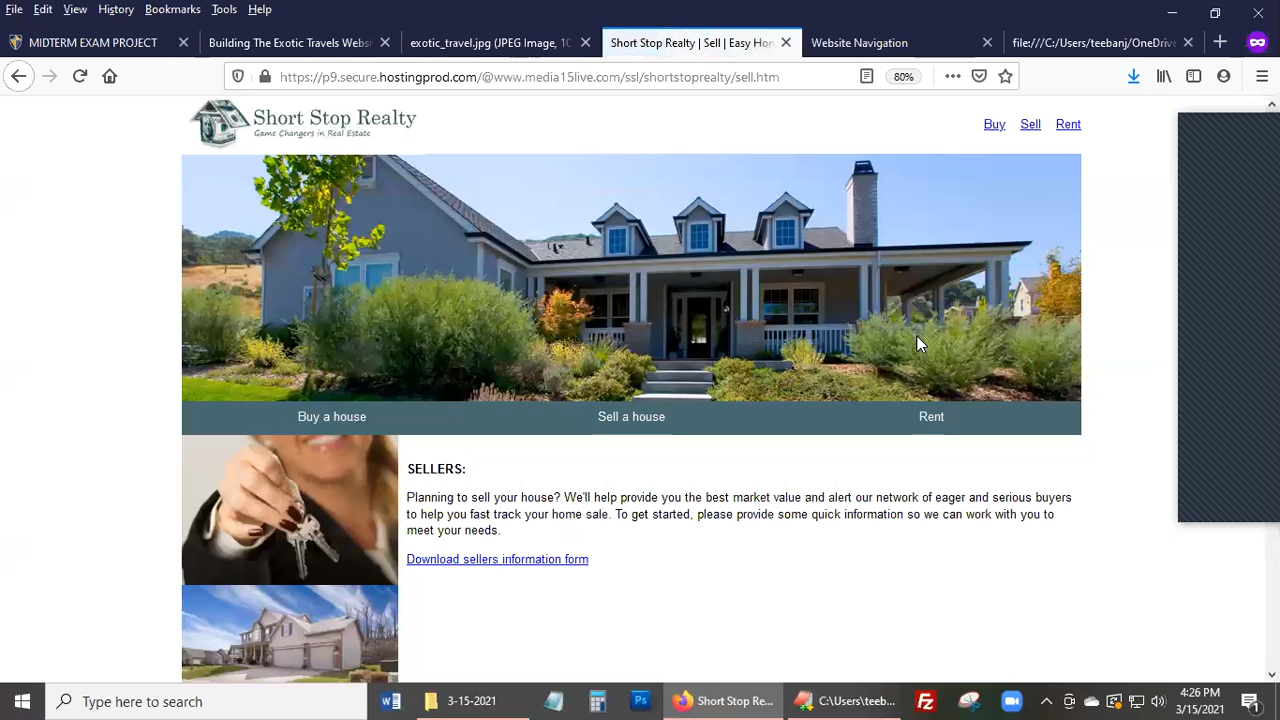 File Edit View History Bookmarks Tools Help
MIDTERM EXAM PROJECT
Building The Exotic Travels Webs
exotic_travel.jpg (JPEG Image, 10
Short Stop Realty | Sell | Easy Hor
Website Navigation
file:///C:/Users/teebanj/OneDrive
https://p9.secure.hostingprod.com/@www.media15live.com/ssl/shortstoprealty/sell.htm
80%
Short Stop Realty
Game Changers in Real Estate
Buy Sell Rent
Buy a house Sell a house Rent
SELLERS:
Planning to sell your house? We'll help provide you the best market value and alert our network of eager and serious buyers
to help you fast track your home sale. To get started, please provide some quick information so we can work with you to
meet your needs.
Download sellers information form
Type here to search
3-15-2021
Short Stop Re...
C:\Users\teeb...
4:26 PM
3/15/2021
1